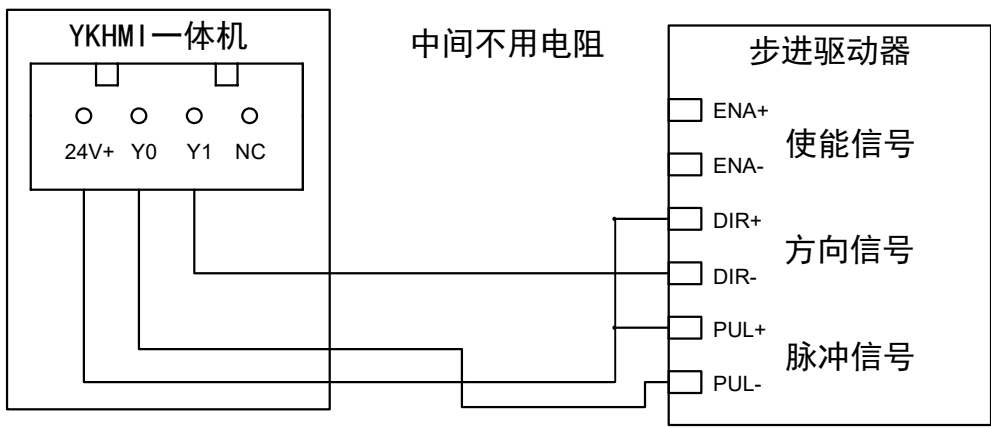 YKHMI一体机
中间不用电阻
步进驱动器
24V+ Y0 Y1 NC
ENA+
使能信号
ENA-
DIR+
方向信号
DIR-
PUL+
脉冲信号
PUL-